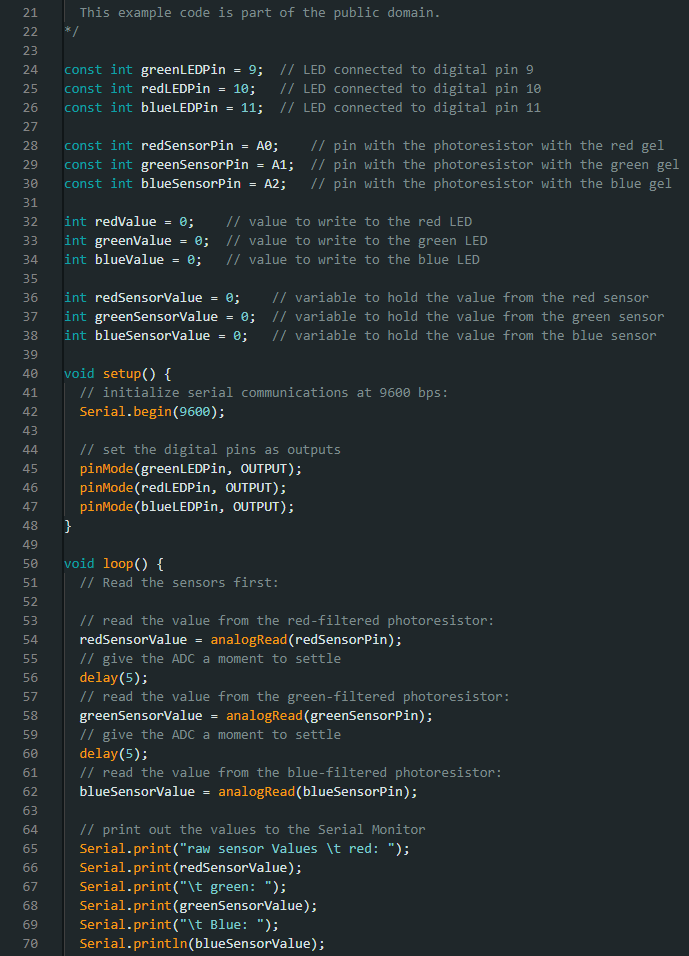 21   This example code is part of the public domain.
22 */
23
24 const int greenLEDPin = 9;  // LED connected to digital pin 9
25 const int redLEDPin = 10;   // LED connected to digital pin 10
26 const int blueLEDPin = 11;  // LED connected to digital pin 11
27
28 const int redSensorPin = A0;    // pin with the photoresistor with the red gel
29 const int greenSensorPin = A1;  // pin with the photoresistor with the green gel
30 const int blueSensorPin = A2;   // pin with the photoresistor with the blue gel
31
32 int redValue = 0;    // value to write to the red LED
33 int greenValue = 0;  // value to write to the green LED
34 int blueValue = 0;   // value to write to the blue LED
35
36 int redSensorValue = 0;    // variable to hold the value from the red sensor
37 int greenSensorValue = 0;  // variable to hold the value from the green sensor
38 int blueSensorValue = 0;   // variable to hold the value from the blue sensor
39
40 void setup() {
41   // initialize serial communications at 9600 bps:
42   Serial.begin(9600);
43
44   // set the digital pins as outputs
45   pinMode(greenLEDPin, OUTPUT);
46   pinMode(redLEDPin, OUTPUT);
47   pinMode(blueLEDPin, OUTPUT);
48 }
49
50 void loop() {
51   // Read the sensors first:
52
53   // read the value from the red-filtered photoresistor:
54   redSensorValue = analogRead(redSensorPin);
55   // give the ADC a moment to settle
56   delay(5);
57   // read the value from the green-filtered photoresistor:
58   greenSensorValue = analogRead(greenSensorPin);
59   // give the ADC a moment to settle
60   delay(5);
61   // read the value from the blue-filtered photoresistor:
62   blueSensorValue = analogRead(blueSensorPin);
63
64   // print out the values to the Serial Monitor
65   Serial.print("raw sensor Values \t red: ");
66   Serial.print(redSensorValue);
67   Serial.print("\t green: ");
68   Serial.print(greenSensorValue);
69   Serial.print("\t Blue: ");
70   Serial.println(blueSensorValue);